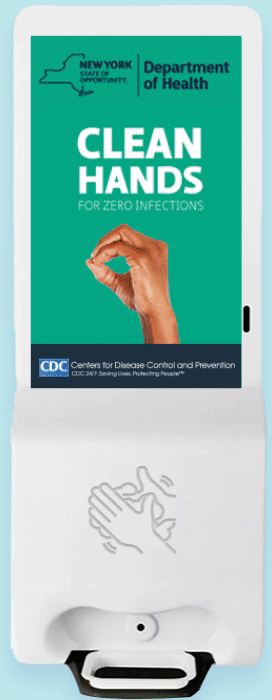 NEW YORK
STATE OF
OPPORTUNITY.
Department
of Health
CLEAN
HANDS
FOR ZERO INFECTIONS
CDC
Centers for Disease Control and Prevention
CDC 24/7: Saving Lives. Protecting People™